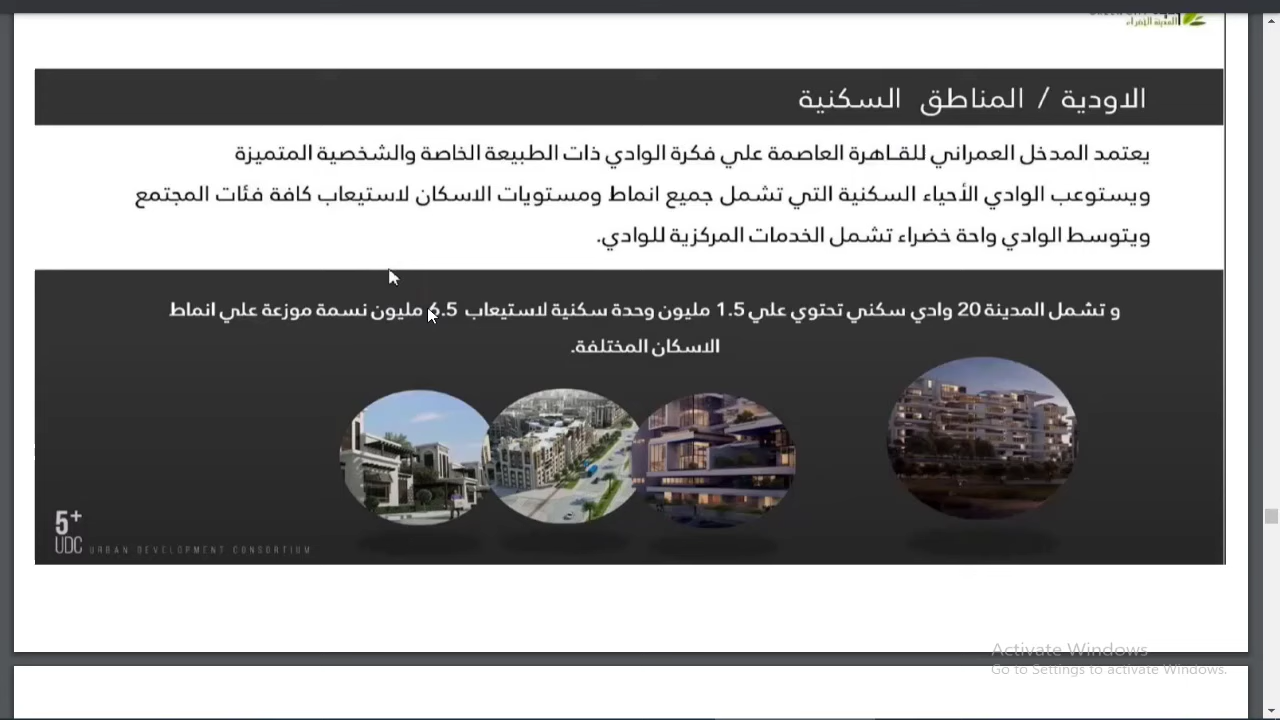 المدينة الخضراء
الاودية / المناطق السكنية
يعتمد المدخل العمراني للقاهرة العاصمة علي فكرة الوادي ذات الطبيعة الخاصة والشخصية المتميزة
ويستوعب الوادي الأحياء السكنية التي تشمل جميع انماط ومستويات الاسكان لاستيعاب كافة فئات المجتمع
ويتوسط الوادي واحة خضراء تشمل الخدمات المركزية للوادي.
و تشمل المدينة 20 وادي سكني تحتوي علي 1.5 مليون وحدة سكنية لاستيعاب 6.5 مليون نسمة موزعة علي انماط
الاسكان المختلفة.
5+
UDC URBAN DEVELOPMENT CONSORTIUM
Activate Windows
Go to Settings to activate Windows.